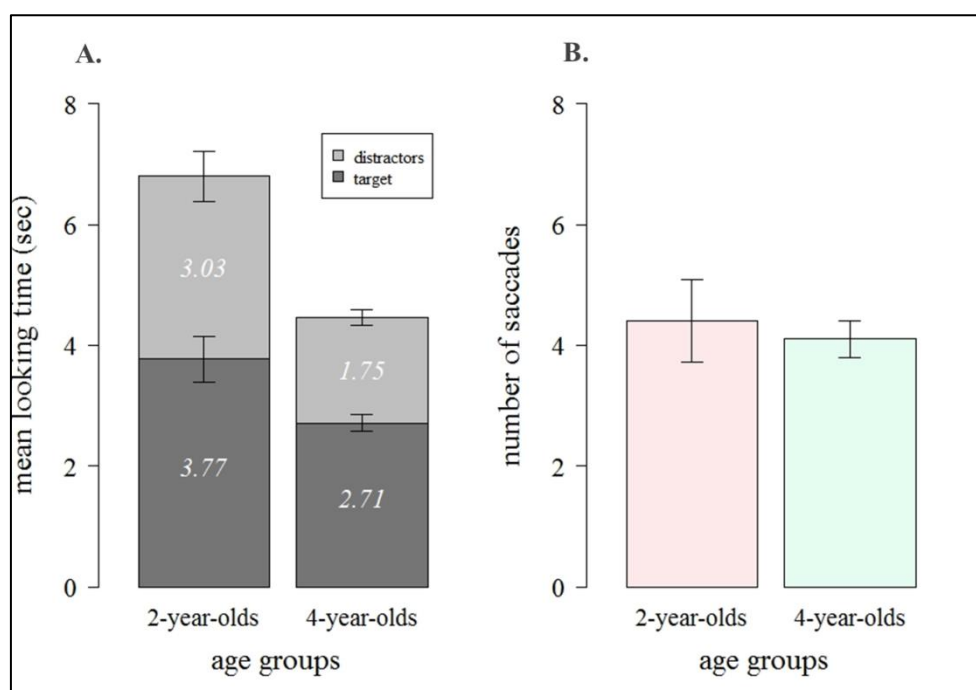 A.
8
6
4
2
0
mean looking time (sec)
distractors
target
3.03
3.77
1.75
2.71
2-year-olds
4-year-olds
age groups
B.
8
6
4
2
0
number of saccades
2-year-olds
4-year-olds
age groups